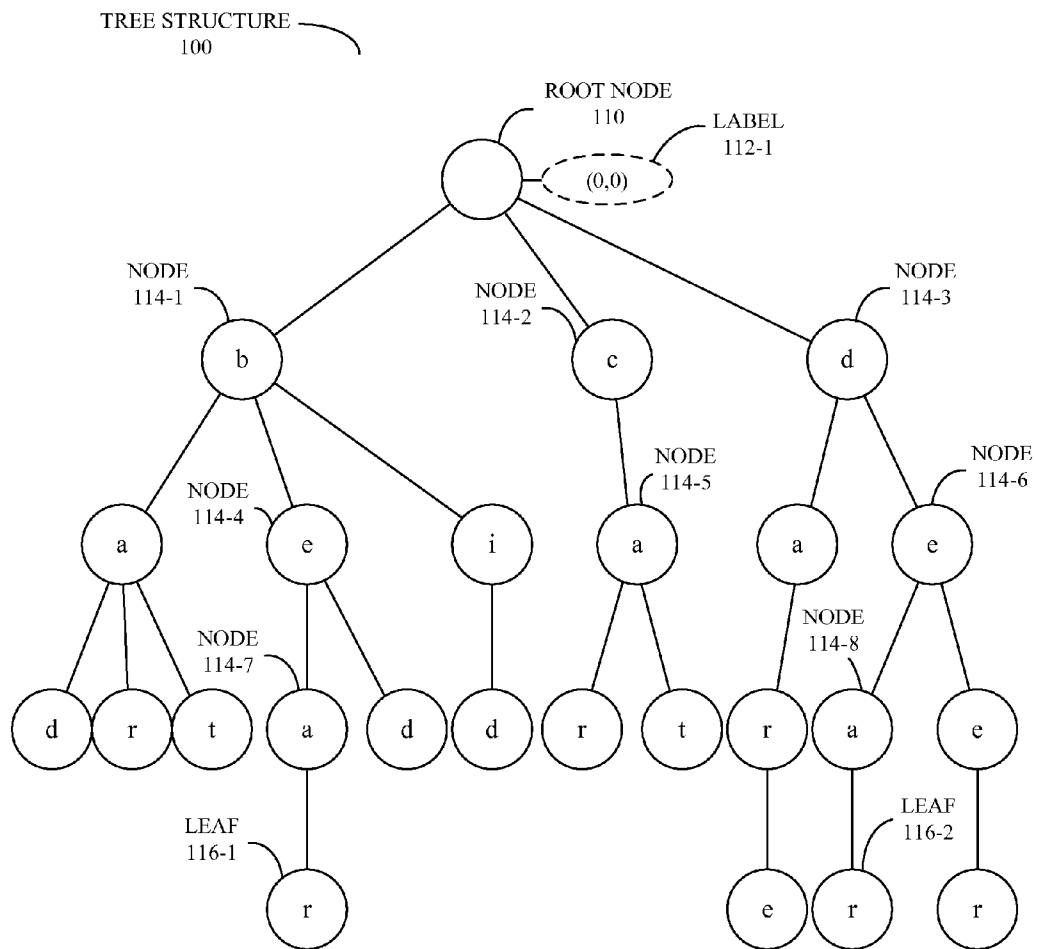 TREE STRUCTURE
100
ROOT NODE
110
LABEL
112-1
(0,0)
NODE
114-1
NODE
114-2
NODE
114-3
b
c
d
NODE
114-4
NODE
114-5
NODE
114-6
a
e
i
a
a
e
NODE
114-7
NODE
114-8
d
r
t
a
d
d
r
t
r
a
e
LEAF
116-1
LEAF
116-2
r
e
r
r